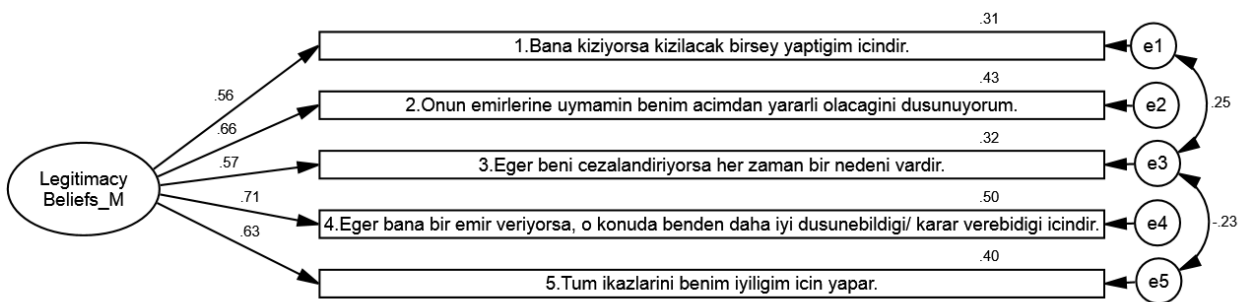 .31
1.Bana kiziyorsa kizilacak birsey yaptigim icindir.
e1
.56
.43
2.Onun emirlerine uymamin benim acimdan yararli olacagini dusunuyorum.
e2
.25
.66
.32
3.Eger beni cezalandiriyorsa her zaman bir nedeni vardir.
e3
.57
Legitimacy
Beliefs_M
.71
.50
4.Eger bana bir emir veriyorsa, o konuda benden daha iyi dusunebildigi/ karar verebidigi icindir.
e4
-.23
.63
.40
5.Tum ikazlarini benim iyiligim icin yapar.
e5